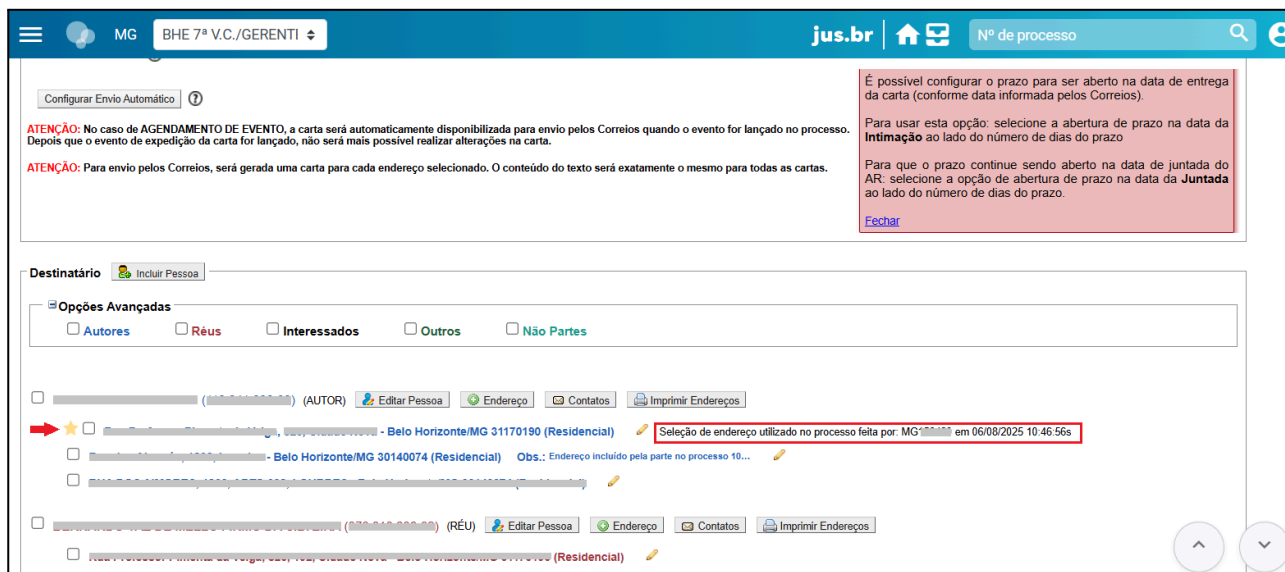 MG
BHE 7ª V.C./GERENTI
jus.br
Nº de processo
Configurar Envio Automático
ATENÇÃO: No caso de AGENDAMENTO DE EVENTO, a carta será automaticamente disponibilizada para envio pelos Correios quando o evento for lançado no processo.
Depois que o evento de expedição da carta for lançado, não será mais possível realizar alterações na carta.
ATENÇÃO: Para envio pelos Correios, será gerada uma carta para cada endereço selecionado. O conteúdo do texto será exatamente o mesmo para todas as cartas.
É possível configurar o prazo para ser aberto na data de entrega
da carta (conforme data informada pelos Correios).
Para usar esta opção: selecione a abertura de prazo na data da
Intimação ao lado do número de dias do prazo
Para que o prazo continue sendo aberto na data de juntada do
AR: selecione a opção de abertura de prazo na data da Juntada
ao lado do número de dias do prazo.
Fechar
Destinatário Incluir Pessoa
Opções Avançadas
Autores Réus Interessados Outros Não Partes
(AUTOR) Editar Pessoa Endereço Contatos Imprimir Endereços
- Belo Horizonte/MG 31170190 (Residencial) Seleção de endereço utilizado no processo feita por: MG em 06/08/2025 10:46:56s
- Belo Horizonte/MG 30140074 (Residencial) Obs.: Endereço incluído pela parte no processo 10...
(RÉU) Editar Pessoa Endereço Contatos Imprimir Endereços
(Residencial)